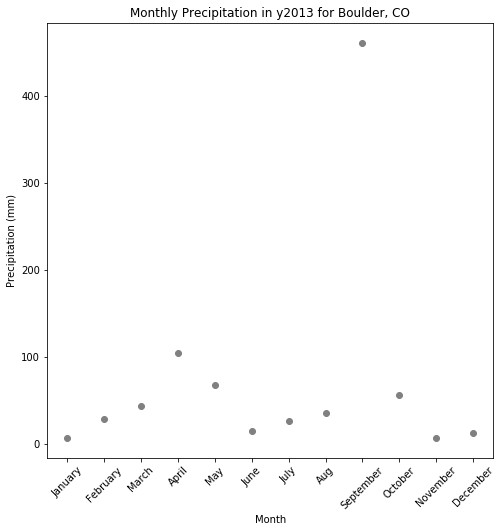 Monthly Precipitation in y2013 for Boulder, CO
Precipitation (mm)
400
300
200
100
0
January
February
March
April
May
June
July
Aug
September
October
November
December
Month